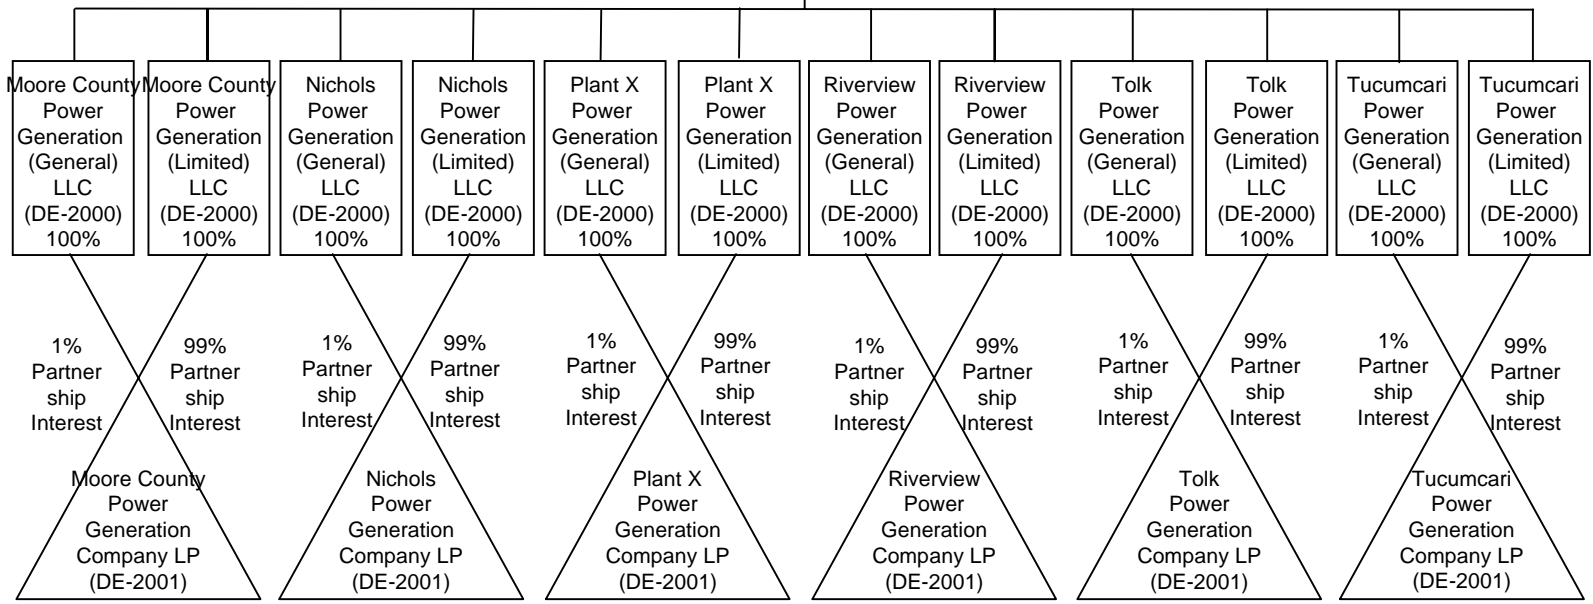 Moore County
Power
Generation
(General)
LLC
(DE-2000)
100%
Moore County
Power
Generation
(Limited)
LLC
(DE-2000)
100%
Nichols
Power
Generation
(General)
LLC
(DE-2000)
100%
Nichols
Power
Generation
(Limited)
LLC
(DE-2000)
100%
Plant X
Power
Generation
(General)
LLC
(DE-2000)
100%
Plant X
Power
Generation
(Limited)
LLC
(DE-2000)
100%
Riverview
Power
Generation
(General)
LLC
(DE-2000)
100%
Riverview
Power
Generation
(Limited)
LLC
(DE-2000)
100%
Tolk
Power
Generation
(General)
LLC
(DE-2000)
100%
Tolk
Power
Generation
(Limited)
LLC
(DE-2000)
100%
Tucumcari
Power
Generation
(General)
LLC
(DE-2000)
100%
Tucumcari
Power
Generation
(Limited)
LLC
(DE-2000)
100%
1%
Partner
ship
Interest
99%
Partner
ship
Interest
1%
Partner
ship
Interest
99%
Partner
ship
Interest
1%
Partner
ship
Interest
99%
Partner
ship
Interest
1%
Partner
ship
Interest
99%
Partner
ship
Interest
1%
Partner
ship
Interest
99%
Partner
ship
Interest
1%
Partner
ship
Interest
99%
Partner
ship
Interest
Moore County
Power
Generation
Company LP
(DE-2001)
Nichols
Power
Generation
Company LP
(DE-2001)
Plant X
Power
Generation
Company LP
(DE-2001)
Riverview
Power
Generation
Company LP
(DE-2001)
Tolk
Power
Generation
Company LP
(DE-2001)
Tucumcari
Power
Generation
Company LP
(DE-2001)